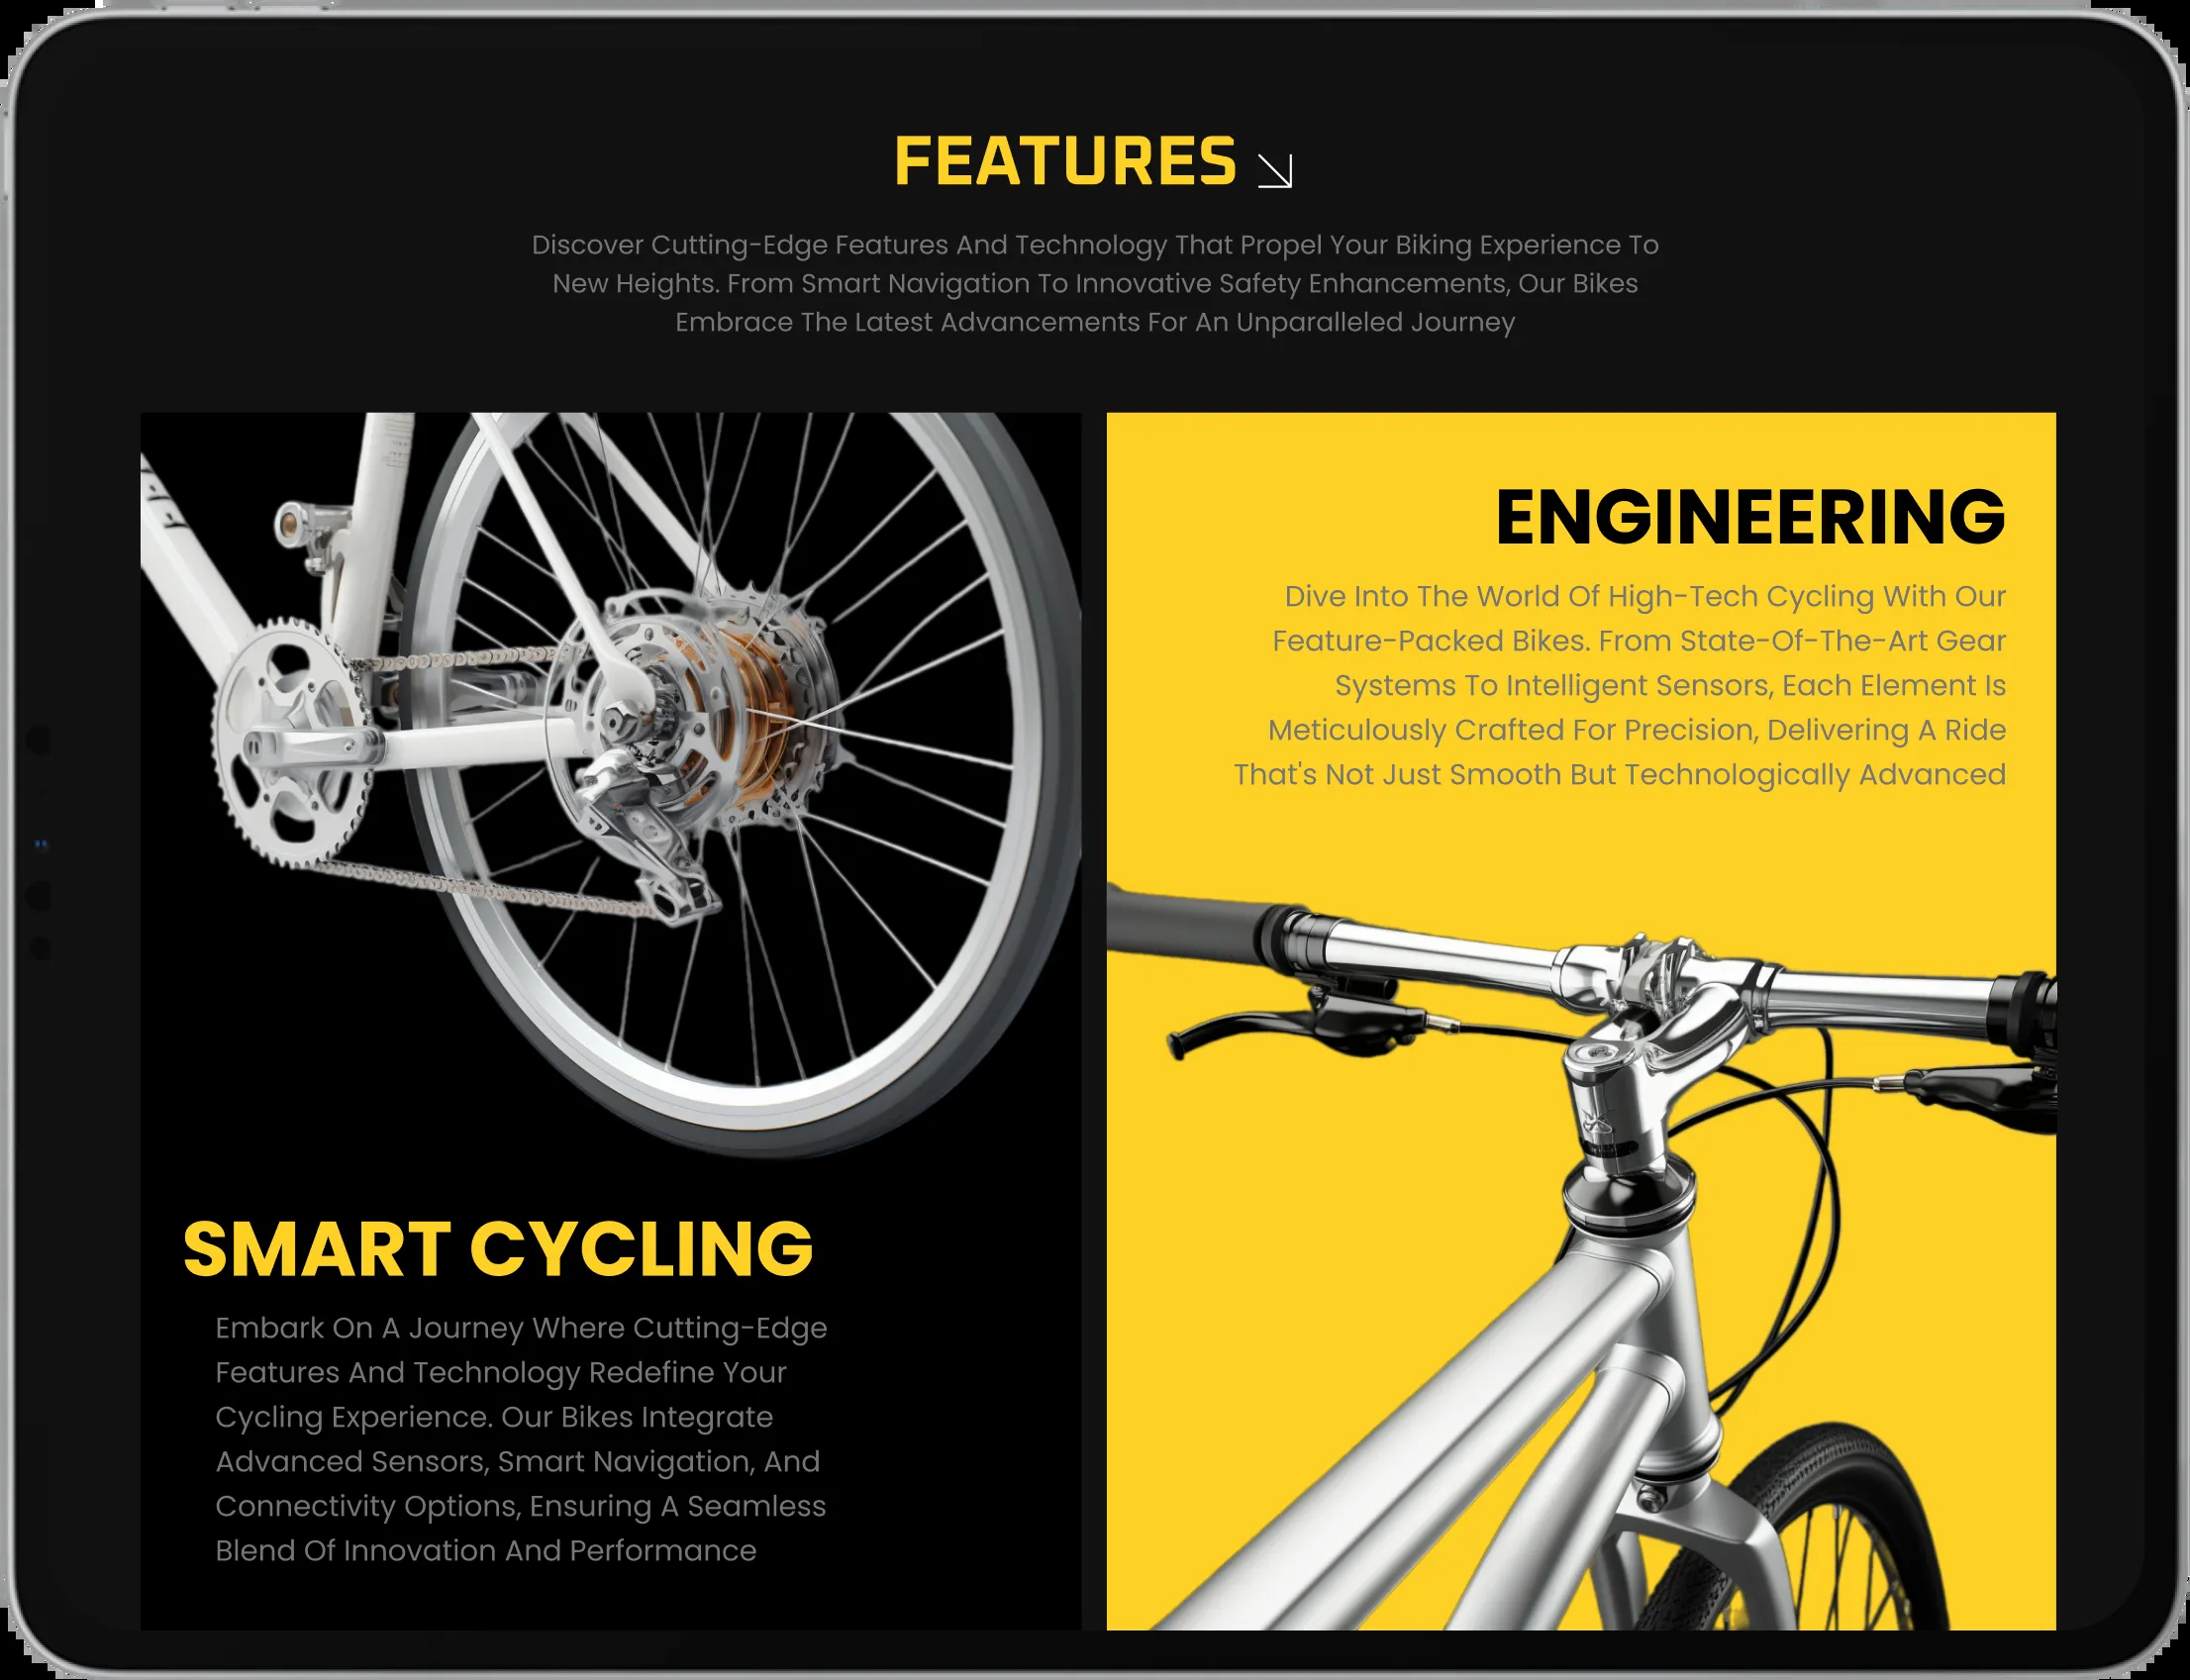 FEATURES
Discover Cutting-Edge Features And Technology That Propel Your Biking Experience To
New Heights. From Smart Navigation To Innovative Safety Enhancements, Our Bikes
Embrace The Latest Advancements For An Unparalleled Journey
SMART CYCLING
Embark On A Journey Where Cutting-Edge
Features And Technology Redefine Your
Cycling Experience. Our Bikes Integrate
Advanced Sensors, Smart Navigation, And
Connectivity Options, Ensuring A Seamless
Blend Of Innovation And Performance
ENGINEERING
Dive Into The World Of High-Tech Cycling With Our
Feature-Packed Bikes. From State-Of-The-Art Gear
Systems To Intelligent Sensors, Each Element Is
Meticulously Crafted For Precision, Delivering A Ride
That's Not Just Smooth But Technologically Advanced